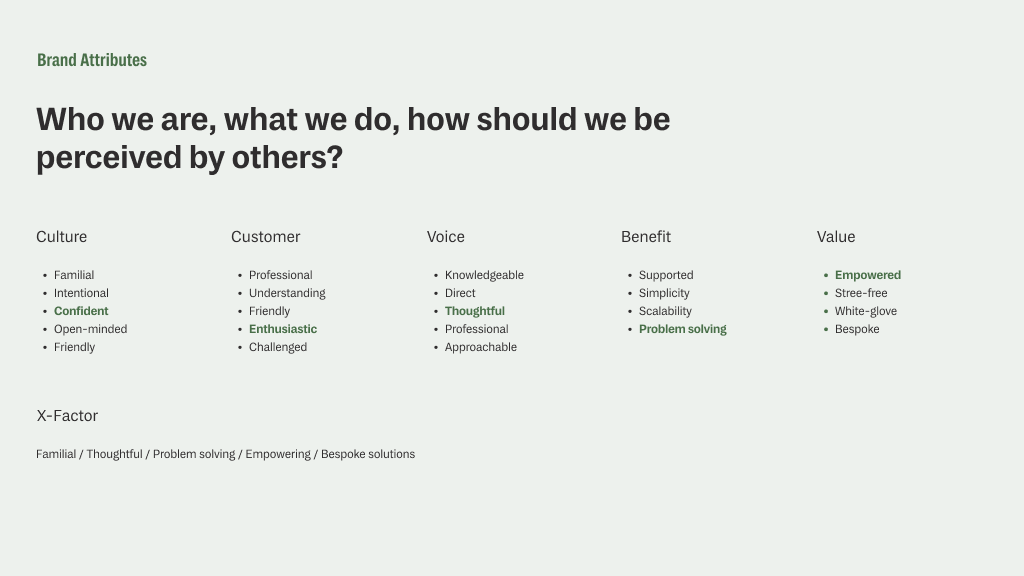 Brand Attributes
Who we are, what we do, how should we be
perceived by others?
Culture
• Familial
• Intentional
• Confident
• Open-minded
• Friendly
Customer
• Professional
• Understanding
• Friendly
• Enthusiastic
• Challenged
Voice
• Knowledgeable
• Direct
• Thoughtful
• Professional
• Approachable
Benefit
• Supported
• Simplicity
• Scalability
• Problem solving
Value
• Empowered
• Stree-free
• White-glove
• Bespoke
X-Factor
Familial / Thoughtful / Problem solving / Empowering / Bespoke solutions